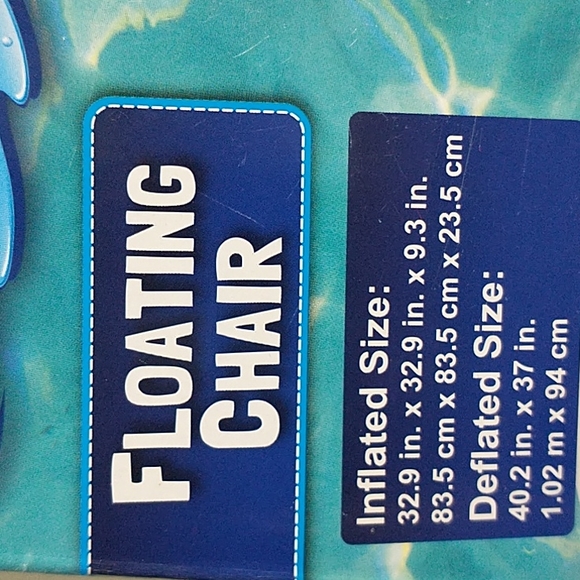 FLOATING
CHAIR
Inflated Size:
32.9 in. x 32.9 in. x 9.3 in.
83.5 cm x 83.5 cm x 23.5 cm
Deflated Size:
40.2 in. x 37 in.
1.02 m x 94 cm